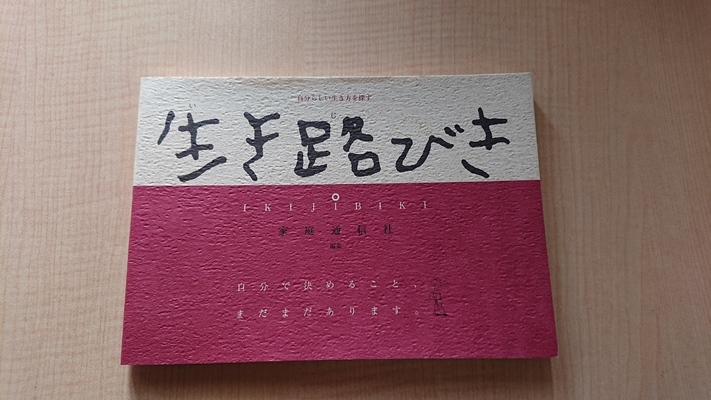 自分らしい生き方を探す
い じ
生き路びき
IKIJIBIKI
家庭通信社
編集
自分で決めること、
まだまだあります。